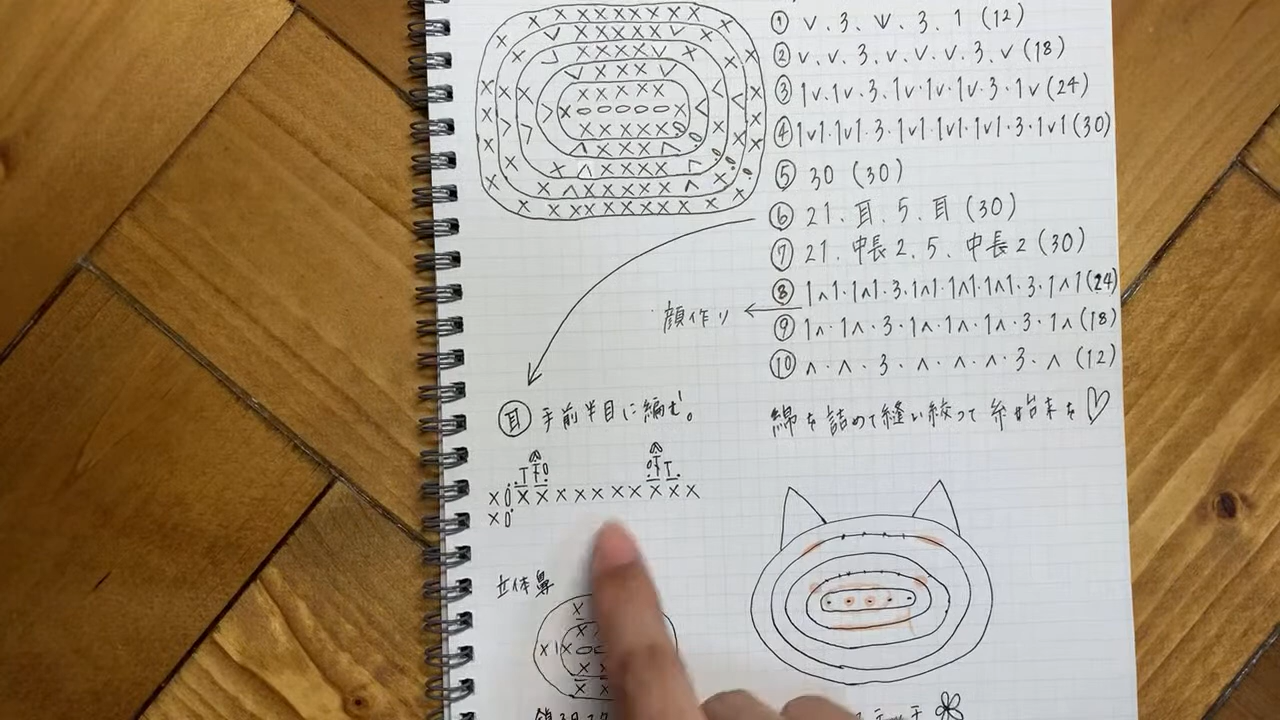 ① V . 3 . W . 3 . 1 (12)
② V . V . 3 . V . V . V . 3 . V (18)
③ 1V . 1V . 3 . 1V . 1V . 1V . 3 . 1V (24)
④ 1V1 . 1V1 . 3 . 1V1 . 1V1 . 1V1 . 3 . 1V1 (30)
⑤ 30 (30)
⑥ 21 . 耳 . 5 . 耳 (30)
⑦ 21 . 中長2 . 5 . 中長2 (30)
⑧ 1∧1 . 1∧1 . 3 . 1∧1 . 1∧1 . 1∧1 . 3 . 1∧1 (24)
顔作り
⑨ 1∧ . 1∧ . 3 . 1∧ . 1∧ . 1∧ . 3 . 1∧ (18)
⑩ ∧ . ∧ . 3 . ∧ . ∧ . ∧ . 3 . ∧ (12)
耳 手前半目に編む。
綿を詰めて縫い絞って糸始末を♡
立体鼻